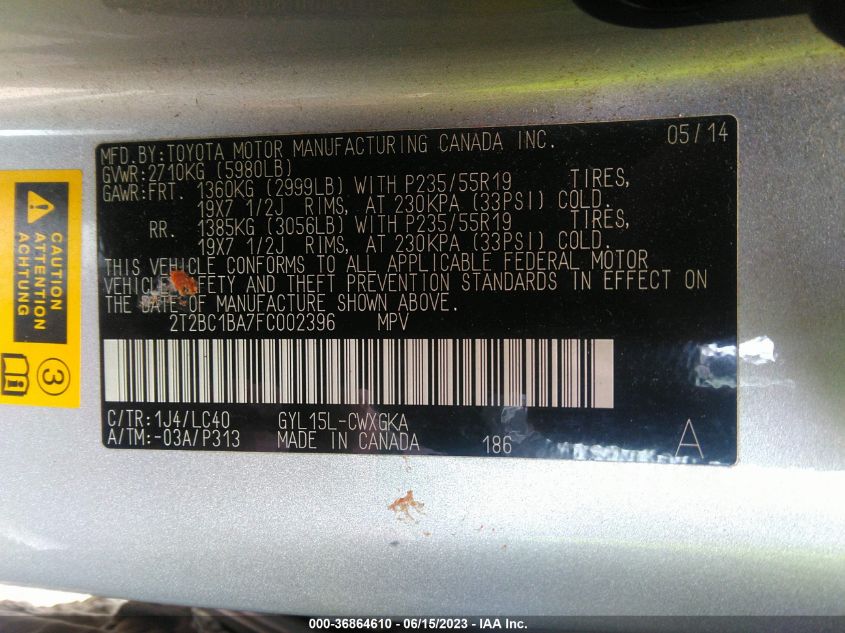 MFD.BY:TOYOTA MOTOR MANUFACTURING CANADA INC. 05/14
GVWR:2710KG (5980LB)
GAWR:FRT. 1360KG (2999LB) WITH P235/55R19 TIRES,
19X7 1/2J RIMS, AT 230KPA (33PSI) COLD.
RR. 1385KG (3056LB) WITH P235/55R19 TIRES,
19X7 1/2J RIMS, AT 230KPA (33PSI) COLD.
THIS VEHICLE CONFORMS TO ALL APPLICABLE FEDERAL MOTOR
VEHICLE SAFETY AND THEFT PREVENTION STANDARDS IN EFFECT ON
THE DATE OF MANUFACTURE SHOWN ABOVE.
2T2BC1BA7FC002396 MPV
C/TR:1J4/LC40 GYL15L-CWXGKA
A/TM:-03A/P313 MADE IN CANADA 186 A
CAUTION
ATTENTION
ACHTUNG
3
000-36864610 - 06/15/2023 - IAA Inc.